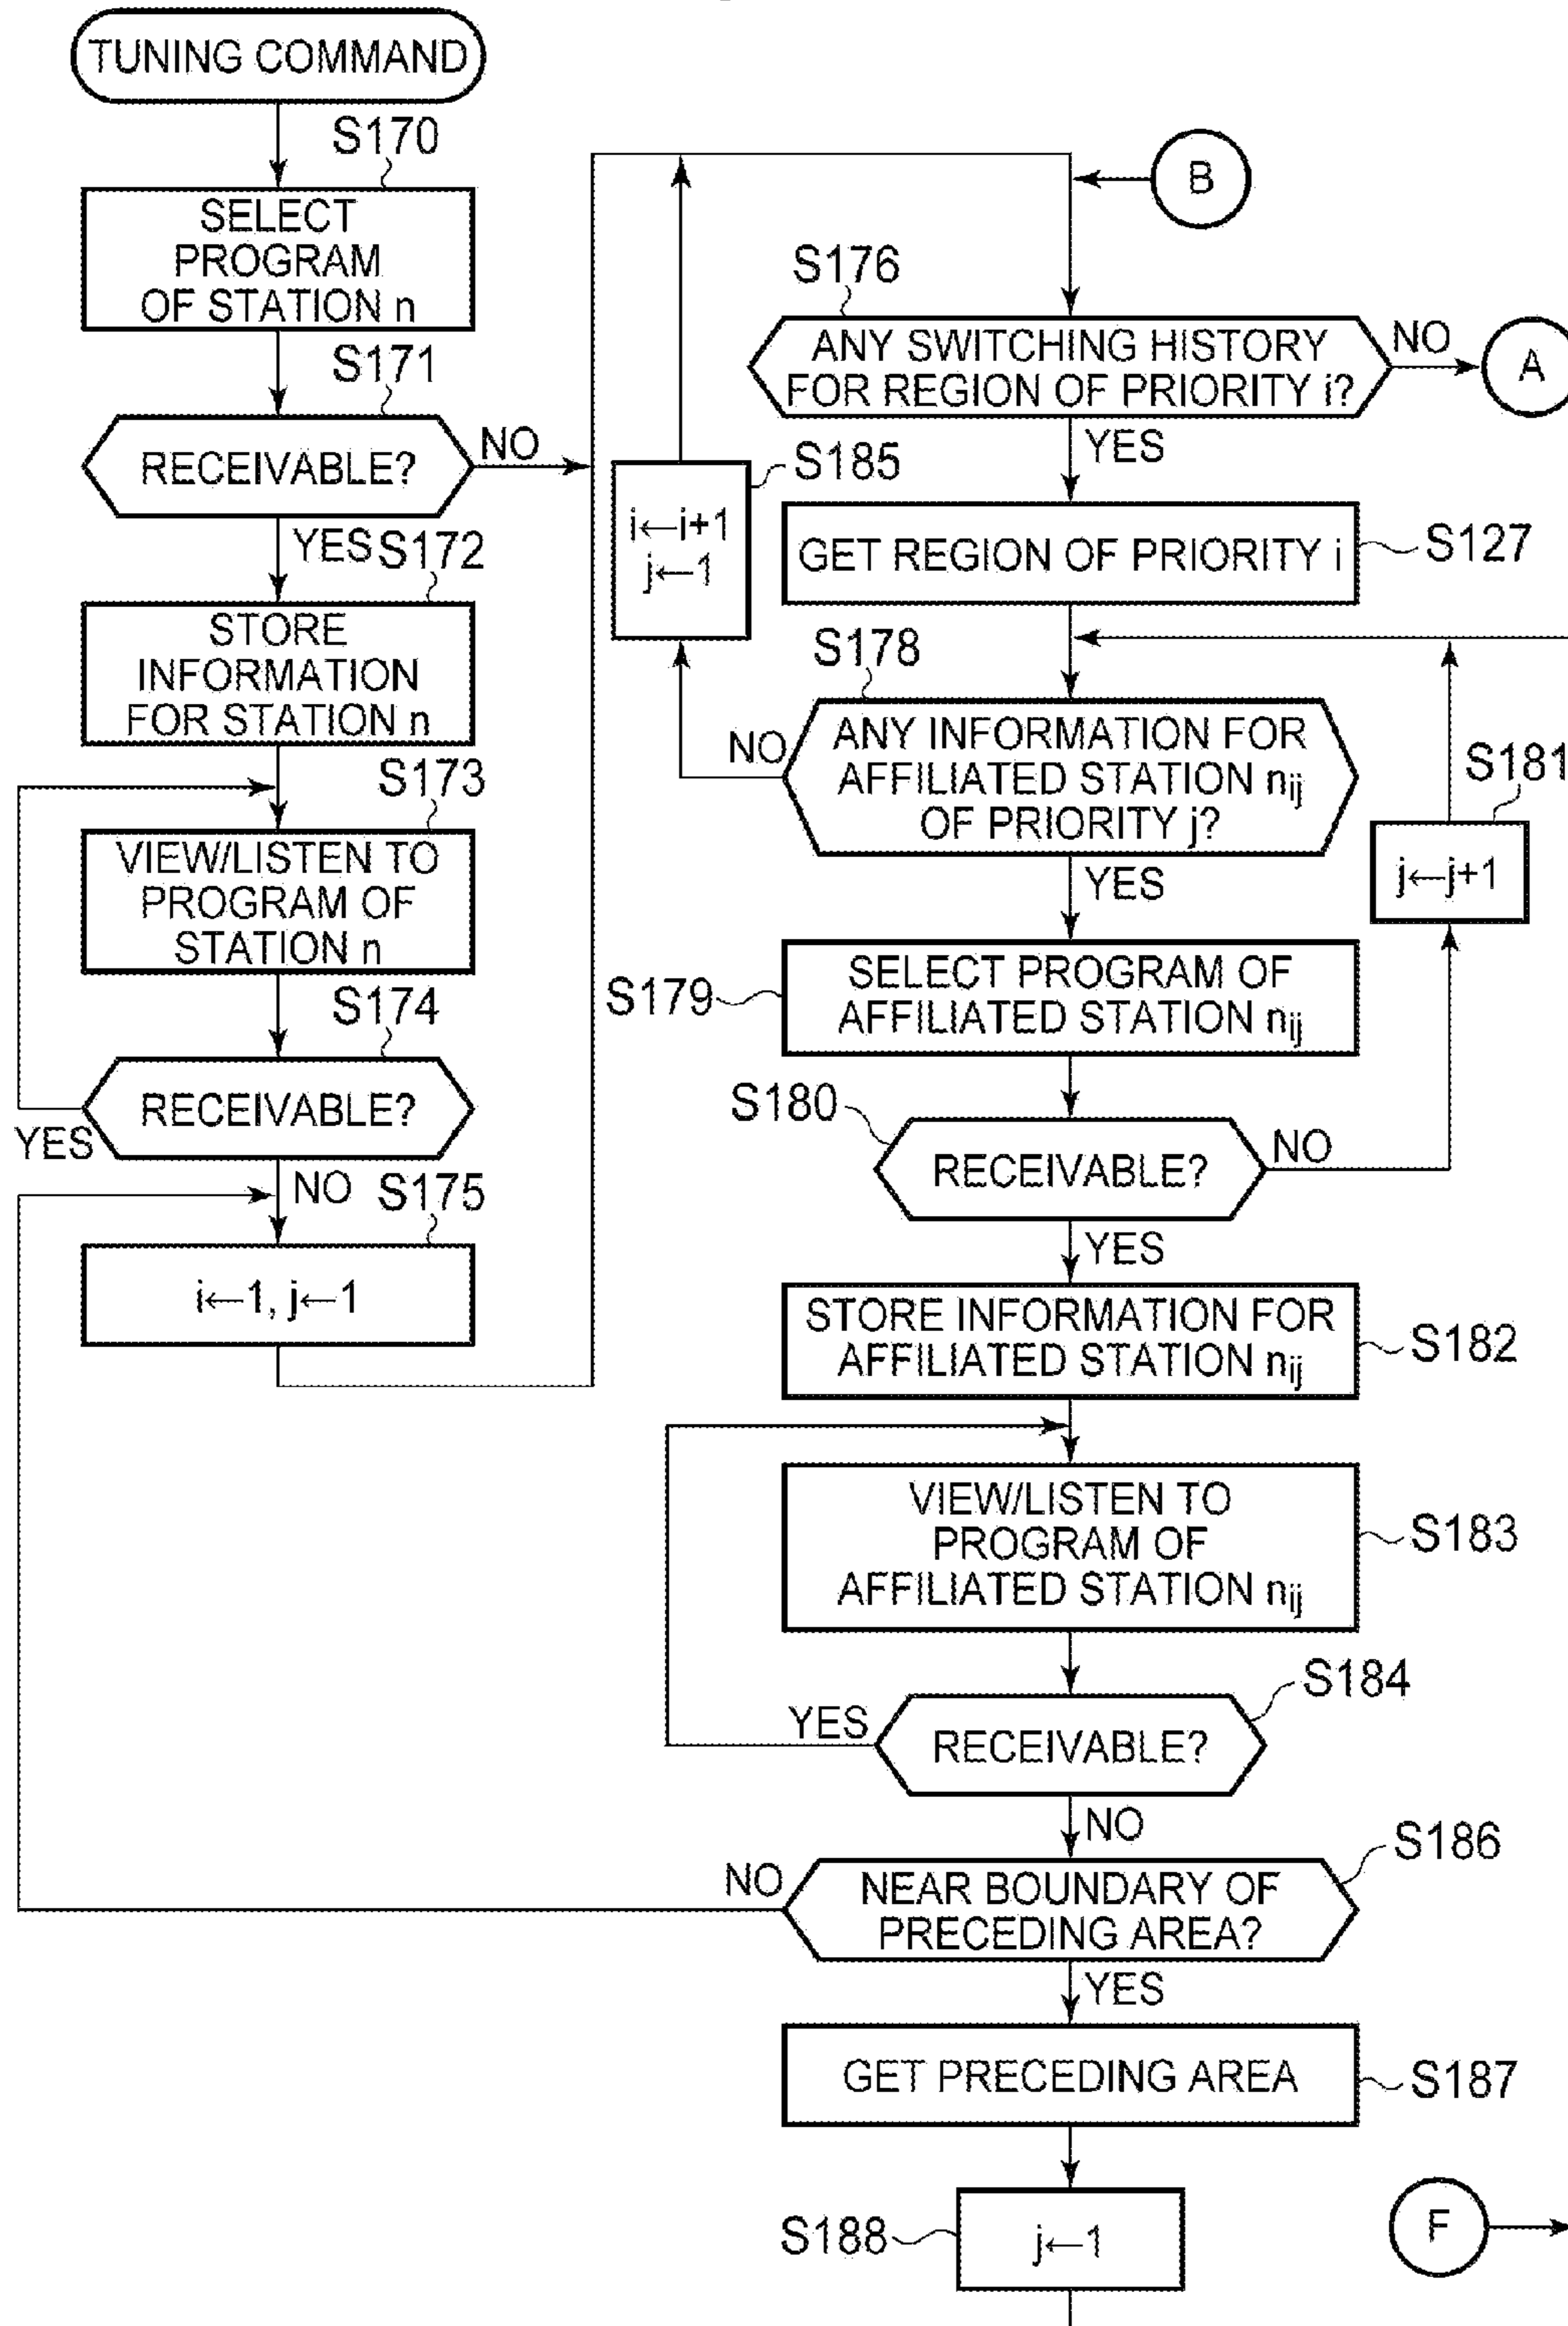 TUNING COMMAND
S170
SELECT
PROGRAM
OF STATION n
S171
RECEIVABLE?
NO
YES
S172
STORE
INFORMATION
FOR STATION n
S173
VIEW/LISTEN TO
PROGRAM OF
STATION n
S174
RECEIVABLE?
YES
NO
S175
i←1, j←1
B
S176
ANY SWITCHING HISTORY
FOR REGION OF PRIORITY i?
NO
A
YES
S185
i←i+1
j←1
GET REGION OF PRIORITY i
S127
S178
ANY INFORMATION FOR
AFFILIATED STATION nij
OF PRIORITY j?
NO
YES
S181
j←j+1
S179
SELECT PROGRAM OF
AFFILIATED STATION nij
S180
RECEIVABLE?
NO
YES
STORE INFORMATION FOR
AFFILIATED STATION nij
S182
VIEW/LISTEN TO
PROGRAM OF
AFFILIATED STATION nij
S183
S184
RECEIVABLE?
YES
NO
S186
NEAR BOUNDARY OF
PRECEDING AREA?
NO
YES
GET PRECEDING AREA
S187
S188
j←1
F